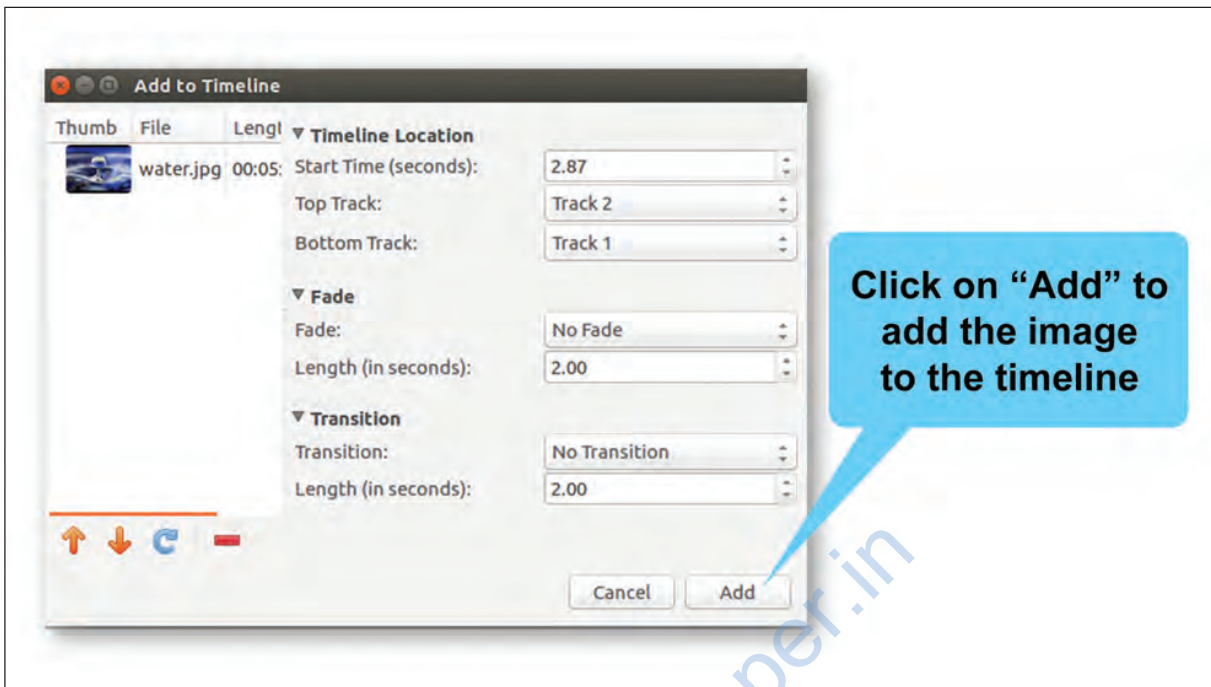 Add to Timeline
Thumb File Lengt
water.jpg 00:05:
Timeline Location
Start Time (seconds): 2.87
Top Track: Track 2
Bottom Track: Track 1
Fade
Fade: No Fade
Length (in seconds): 2.00
Transition
Transition: No Transition
Length (in seconds): 2.00
Cancel Add
Click on “Add” to
add the image
to the timeline
per.in